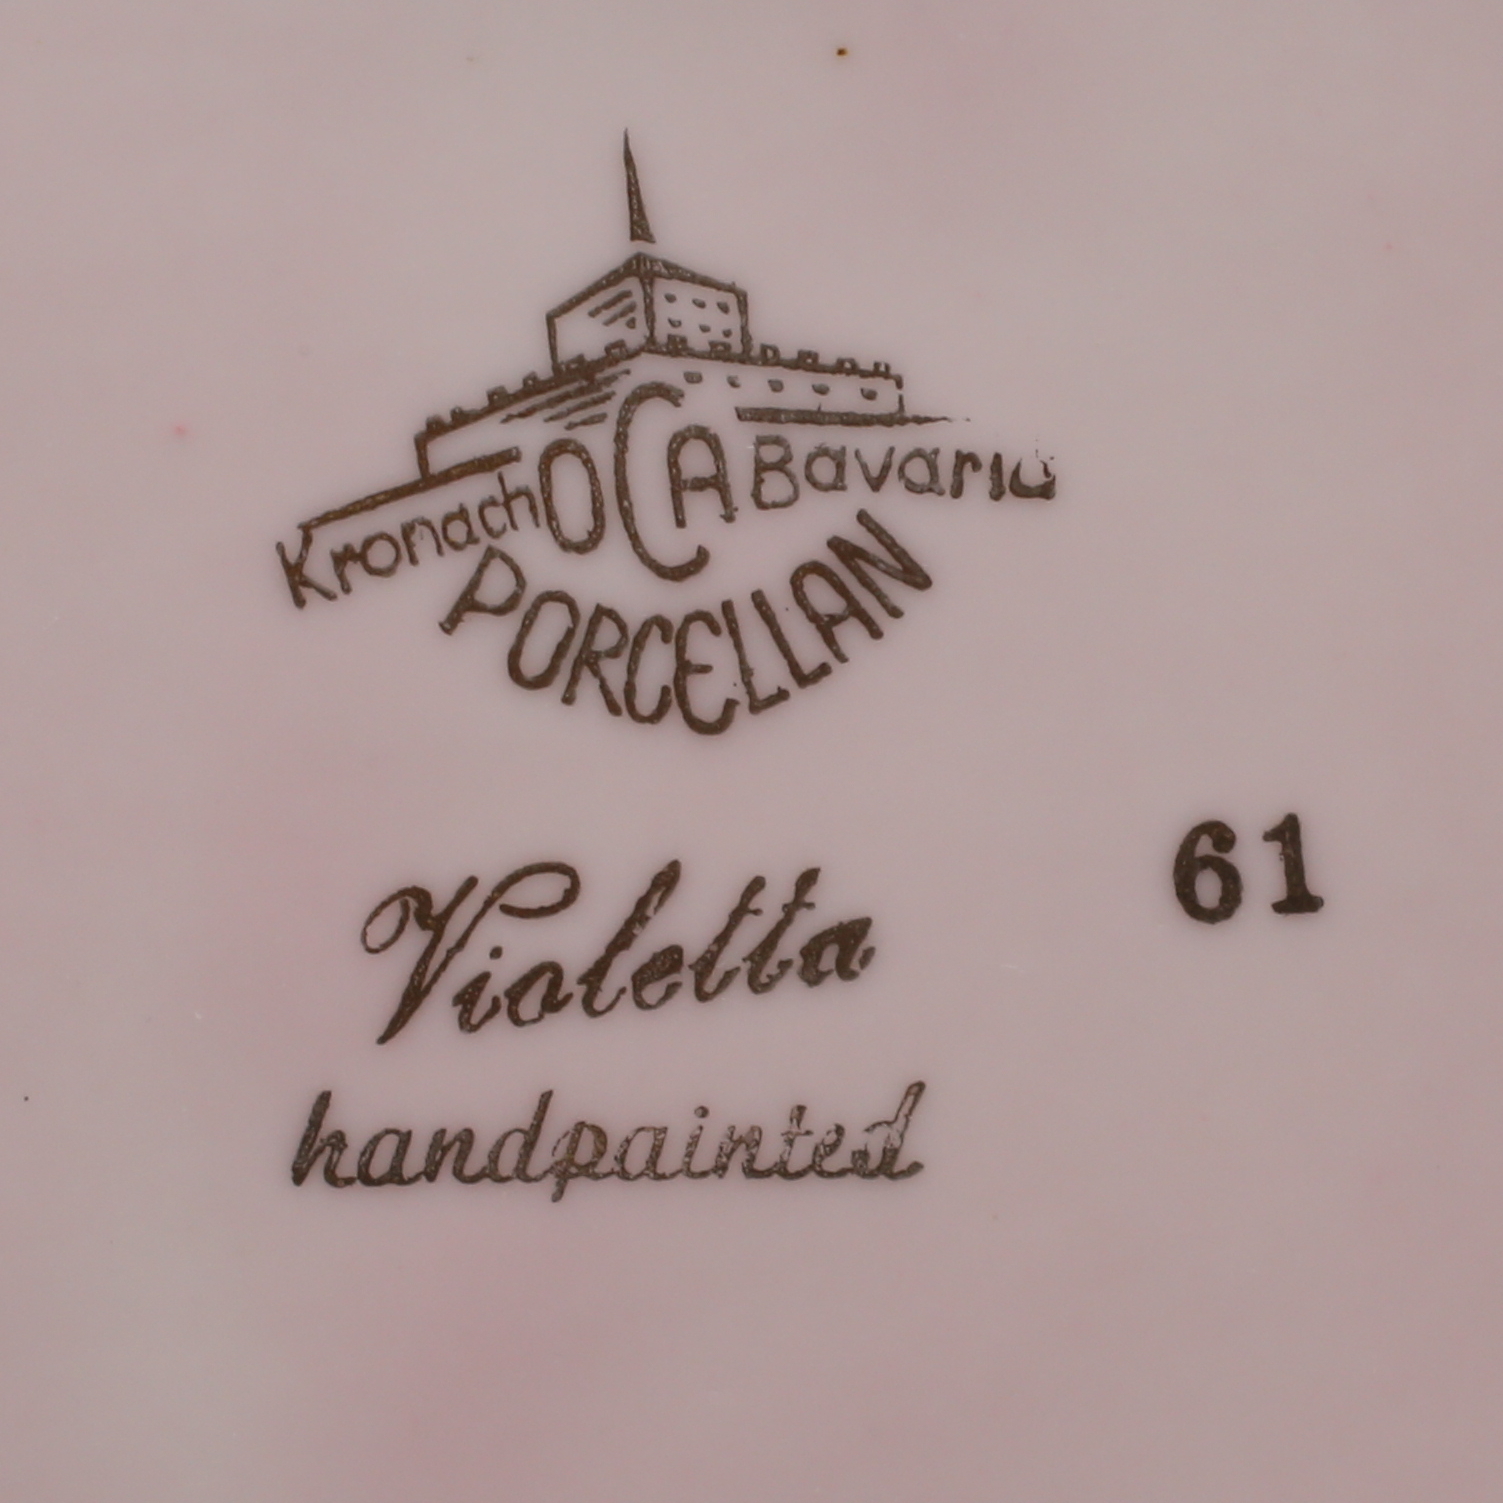 Kronach OCA Bavaria
PORCELLAN
61
Violetta
handpainted